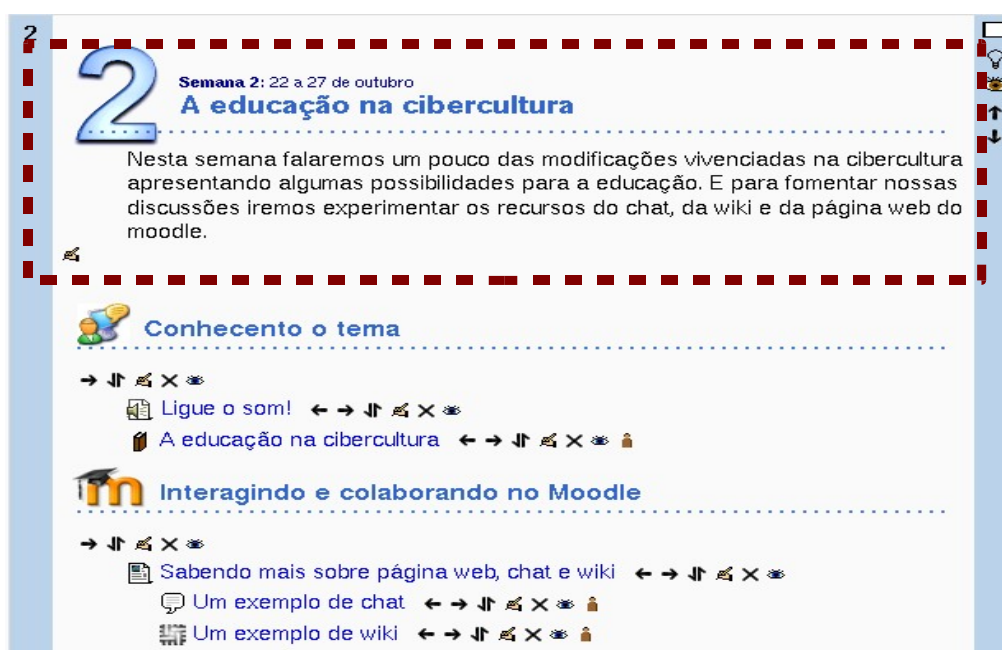 2
2
Semana 2: 22 a 27 de outubro
A educação na cibercultura
Nesta semana falaremos um pouco das modificações vivenciadas na cibercultura
apresentando algumas possibilidades para a educação. E para fomentar nossas
discussões iremos experimentar os recursos do chat, da wiki e da página web do
moodle.
Conhecento o tema
Ligue o som!
A educação na cibercultura
m Interagindo e colaborando no Moodle
Sabendo mais sobre página web, chat e wiki
Um exemplo de chat
Um exemplo de wiki